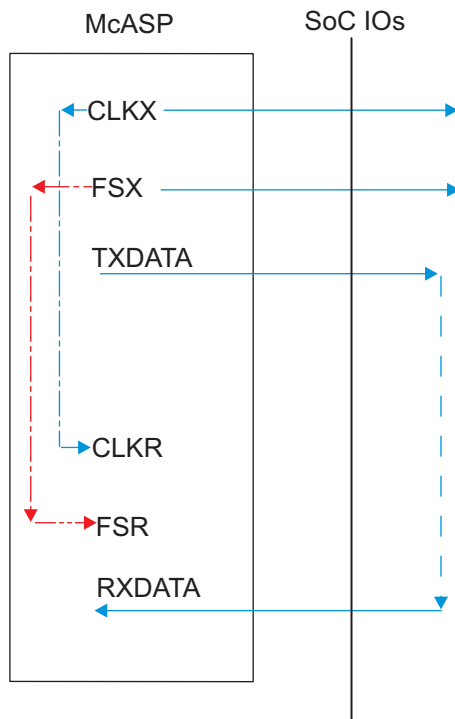 McASP
SoC IOs
CLKX
FSX
TXDATA
CLKR
FSR
RXDATA